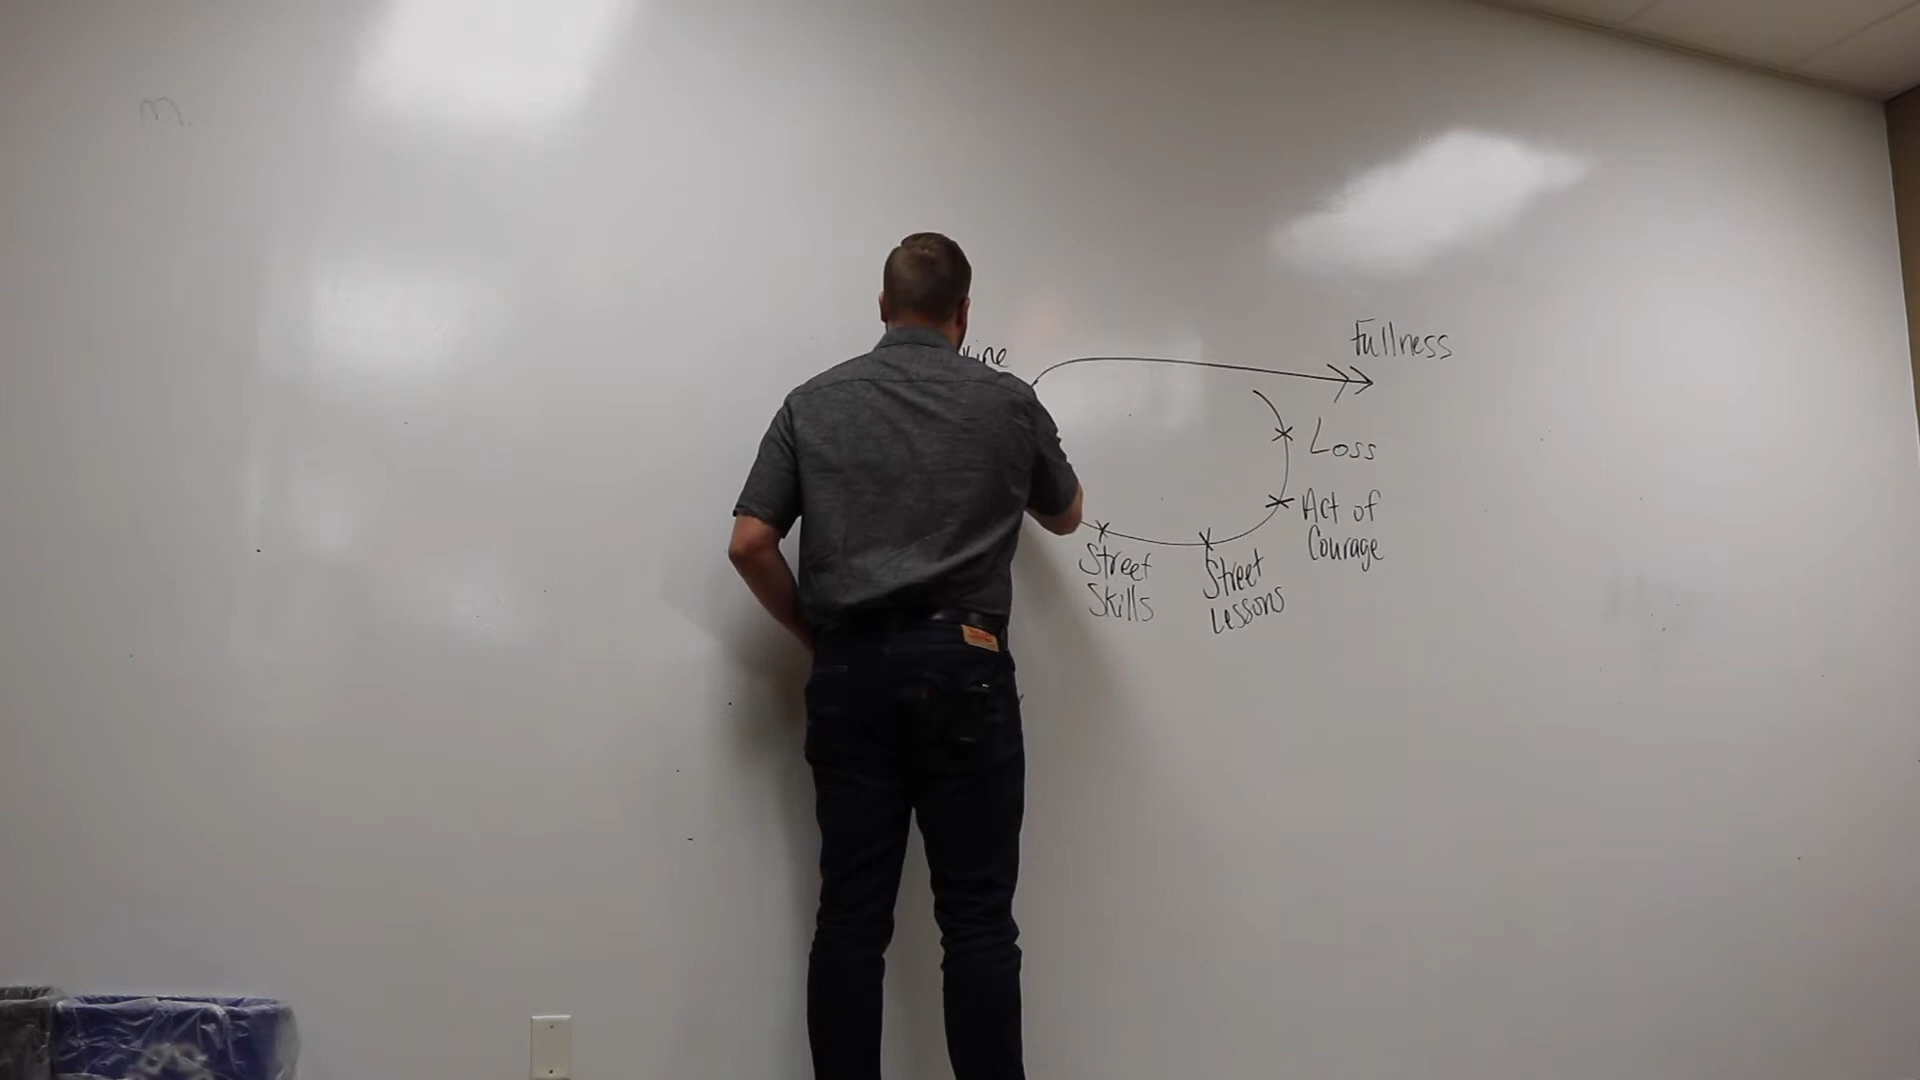 Fullness
Loss
Act of
Courage
Street
Skills
Street
Lessons